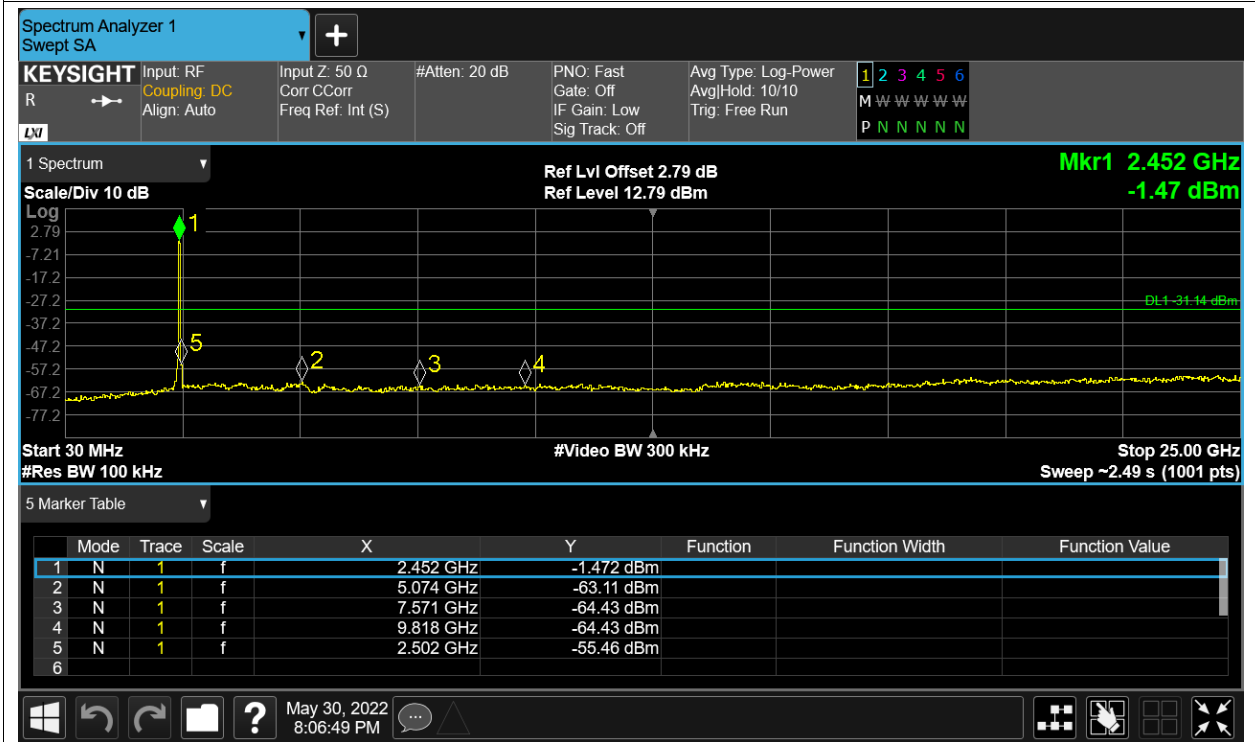 Spectrum Analyzer 1
Swept SA
+
KEYSIGHT Input: RF Input Z: 50 Ω #Atten: 20 dB PNO: Fast Avg Type: Log-Power 1 2 3 4 5 6
R Coupling: DC Corr CCorr Gate: Off Avg|Hold: 10/10 M W W W W W
Align: Auto Freq Ref: Int (S) IF Gain: Low Trig: Free Run
LXI Sig Track: Off P N N N N N
1 Spectrum Ref Lvl Offset 2.79 dB Mkr1 2.452 GHz
Scale/Div 10 dB Ref Level 12.79 dBm -1.47 dBm
Log
1
2.79
-7.21
-17.2
-27.2
DL1 -31.14 dBm
-37.2
-47.2
5
2
3
4
-57.2
-67.2
-77.2
Start 30 MHz #Video BW 300 kHz Stop 25.00 GHz
#Res BW 100 kHz Sweep ~2.49 s (1001 pts)
5 Marker Table
Mode Trace Scale X Y Function Function Width Function Value
1 N 1 f 2.452 GHz -1.472 dBm
2 N 1 f 5.074 GHz -63.11 dBm
3 N 1 f 7.571 GHz -64.43 dBm
4 N 1 f 9.818 GHz -64.43 dBm
5 N 1 f 2.502 GHz -55.46 dBm
6
? May 30, 2022
8:06:49 PM